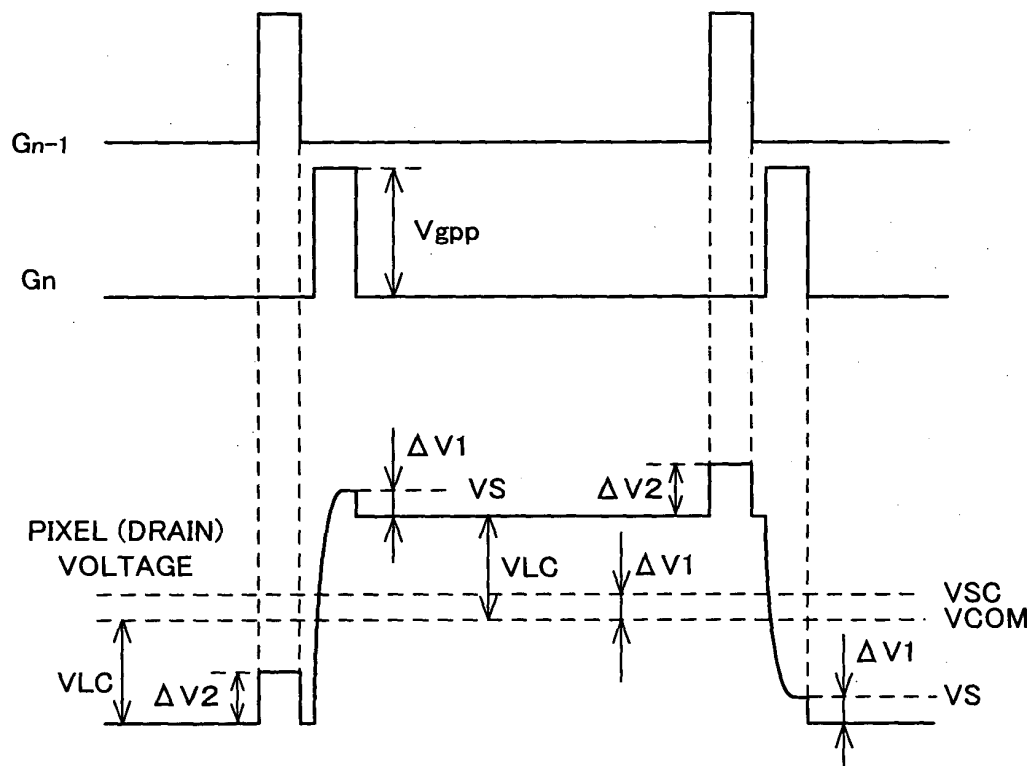 Gn-1
Vgpp
Gn
ΔV1
VS
ΔV2
PIXEL (DRAIN)
VOLTAGE
VLC
ΔV1
VSC
VCOM
ΔV1
VLC
ΔV2
VS